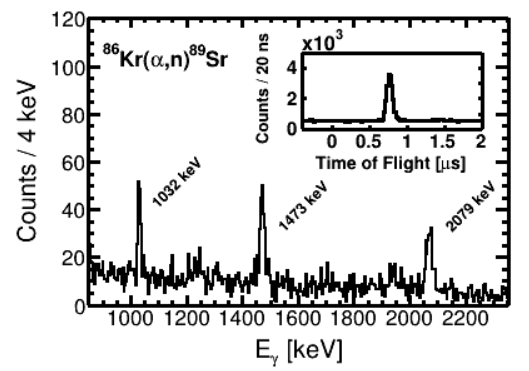 120
100
80
60
40
20
0
Counts / 4 keV
⁸⁶Kr(α,n)⁸⁹Sr
×10³
4
2
0
Counts / 20 ns
0 0.5 1 1.5 2
Time of Flight [μs]
1032 keV
1473 keV
2079 keV
1000 1200 1400 1600 1800 2000 2200
Eγ [keV]